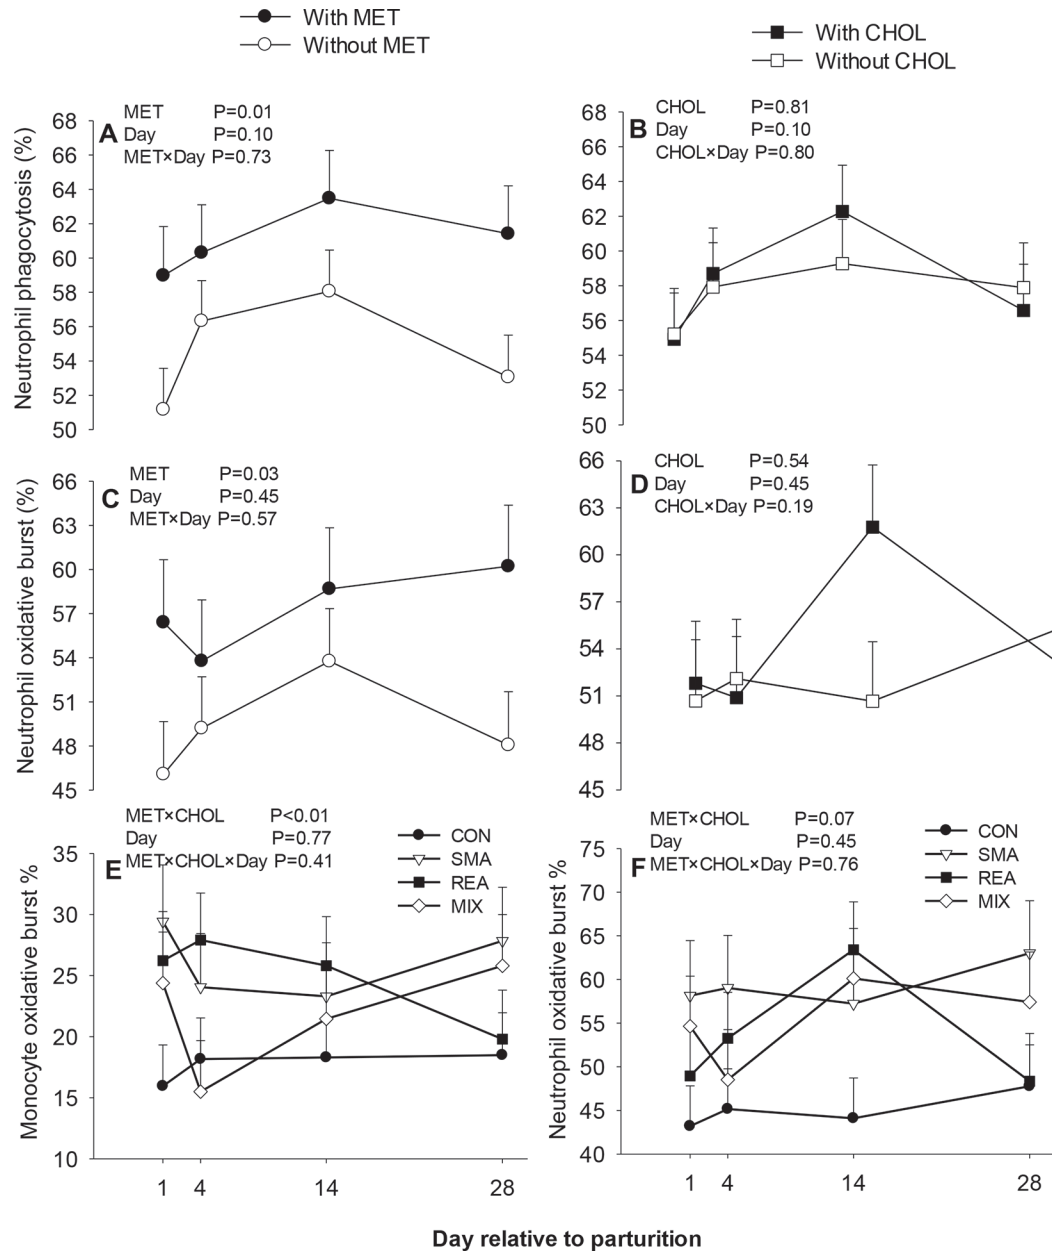 With MET
Without MET
With CHOL
Without CHOL
A
MET P=0.01
Day P=0.10
MET×Day P=0.73
Neutrophil phagocytosis (%)
68
66
64
62
60
58
56
54
52
50
B
CHOL P=0.81
Day P=0.10
CHOL×Day P=0.80
68
66
64
62
60
58
56
54
52
50
C
MET P=0.03
Day P=0.45
MET×Day P=0.57
Neutrophil oxidative burst (%)
66
63
60
57
54
51
48
45
D
CHOL P=0.54
Day P=0.45
CHOL×Day P=0.19
66
63
60
57
54
51
48
45
E
MET×CHOL P<0.01
Day P=0.77
MET×CHOL×Day P=0.41
CON
SMA
REA
MIX
Monocyte oxidative burst %
35
30
25
20
15
10
1 4 14 28
F
MET×CHOL P=0.07
Day P=0.45
MET×CHOL×Day P=0.76
CON
SMA
REA
MIX
Neutrophil oxidative burst %
75
70
65
60
55
50
45
40
1 4 14 28
Day relative to parturition